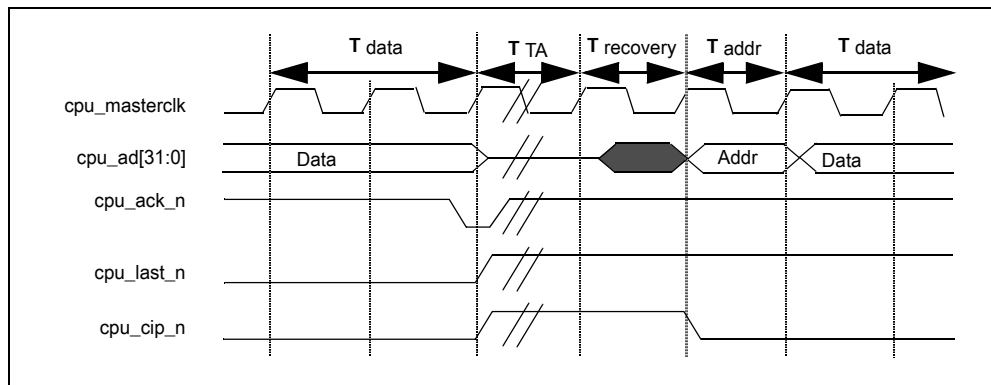 T data T TA T recovery T addr T data
cpu_masterclk
cpu_ad[31:0] Data Addr Data
cpu_ack_n
cpu_last_n
cpu_cip_n